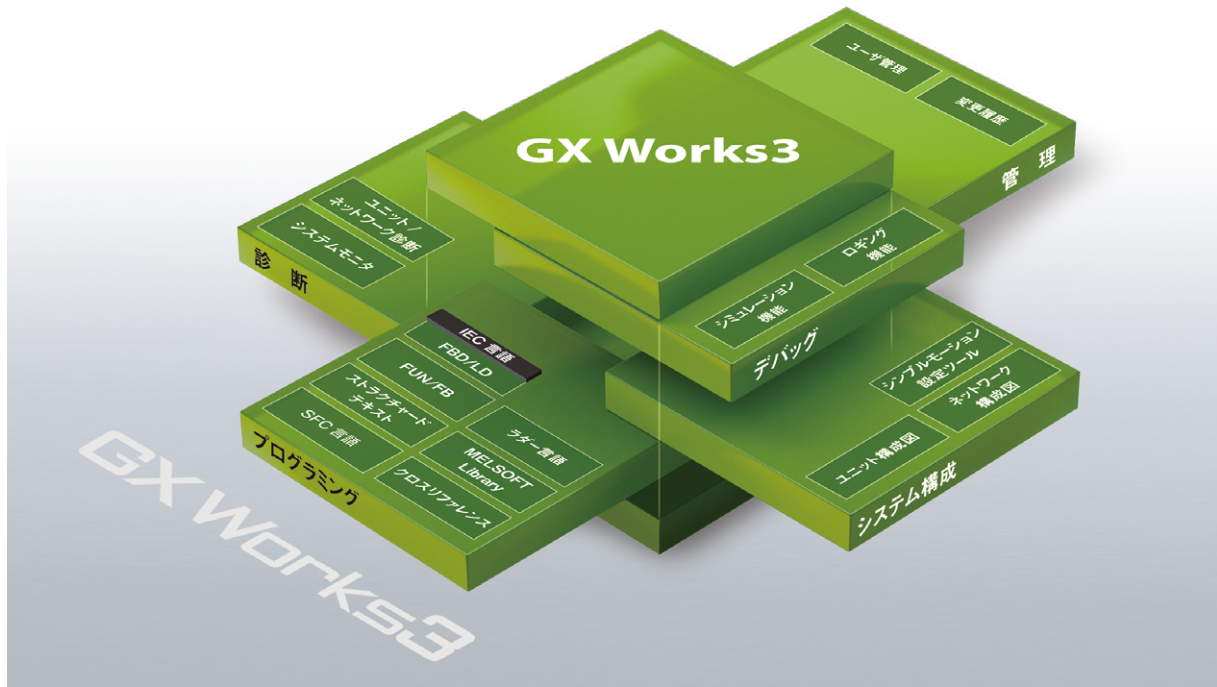 GX Works3
ユーザ管理
変更履歴
管理
ユニット/
ネットワーク診断
システムモニタ
診断
ロギング
機能
シミュレーション
機能
デバッグ
IEC 言語
FBD/LD
FUN/FB
ストラクチャード
テキスト
SFC 言語
ラダー言語
MELSOFT
Library
クロスリファレンス
プログラミング
シンプルモーション
設定ツール
ネットワーク
構成図
ユニット構成図
システム構成
GX Works3